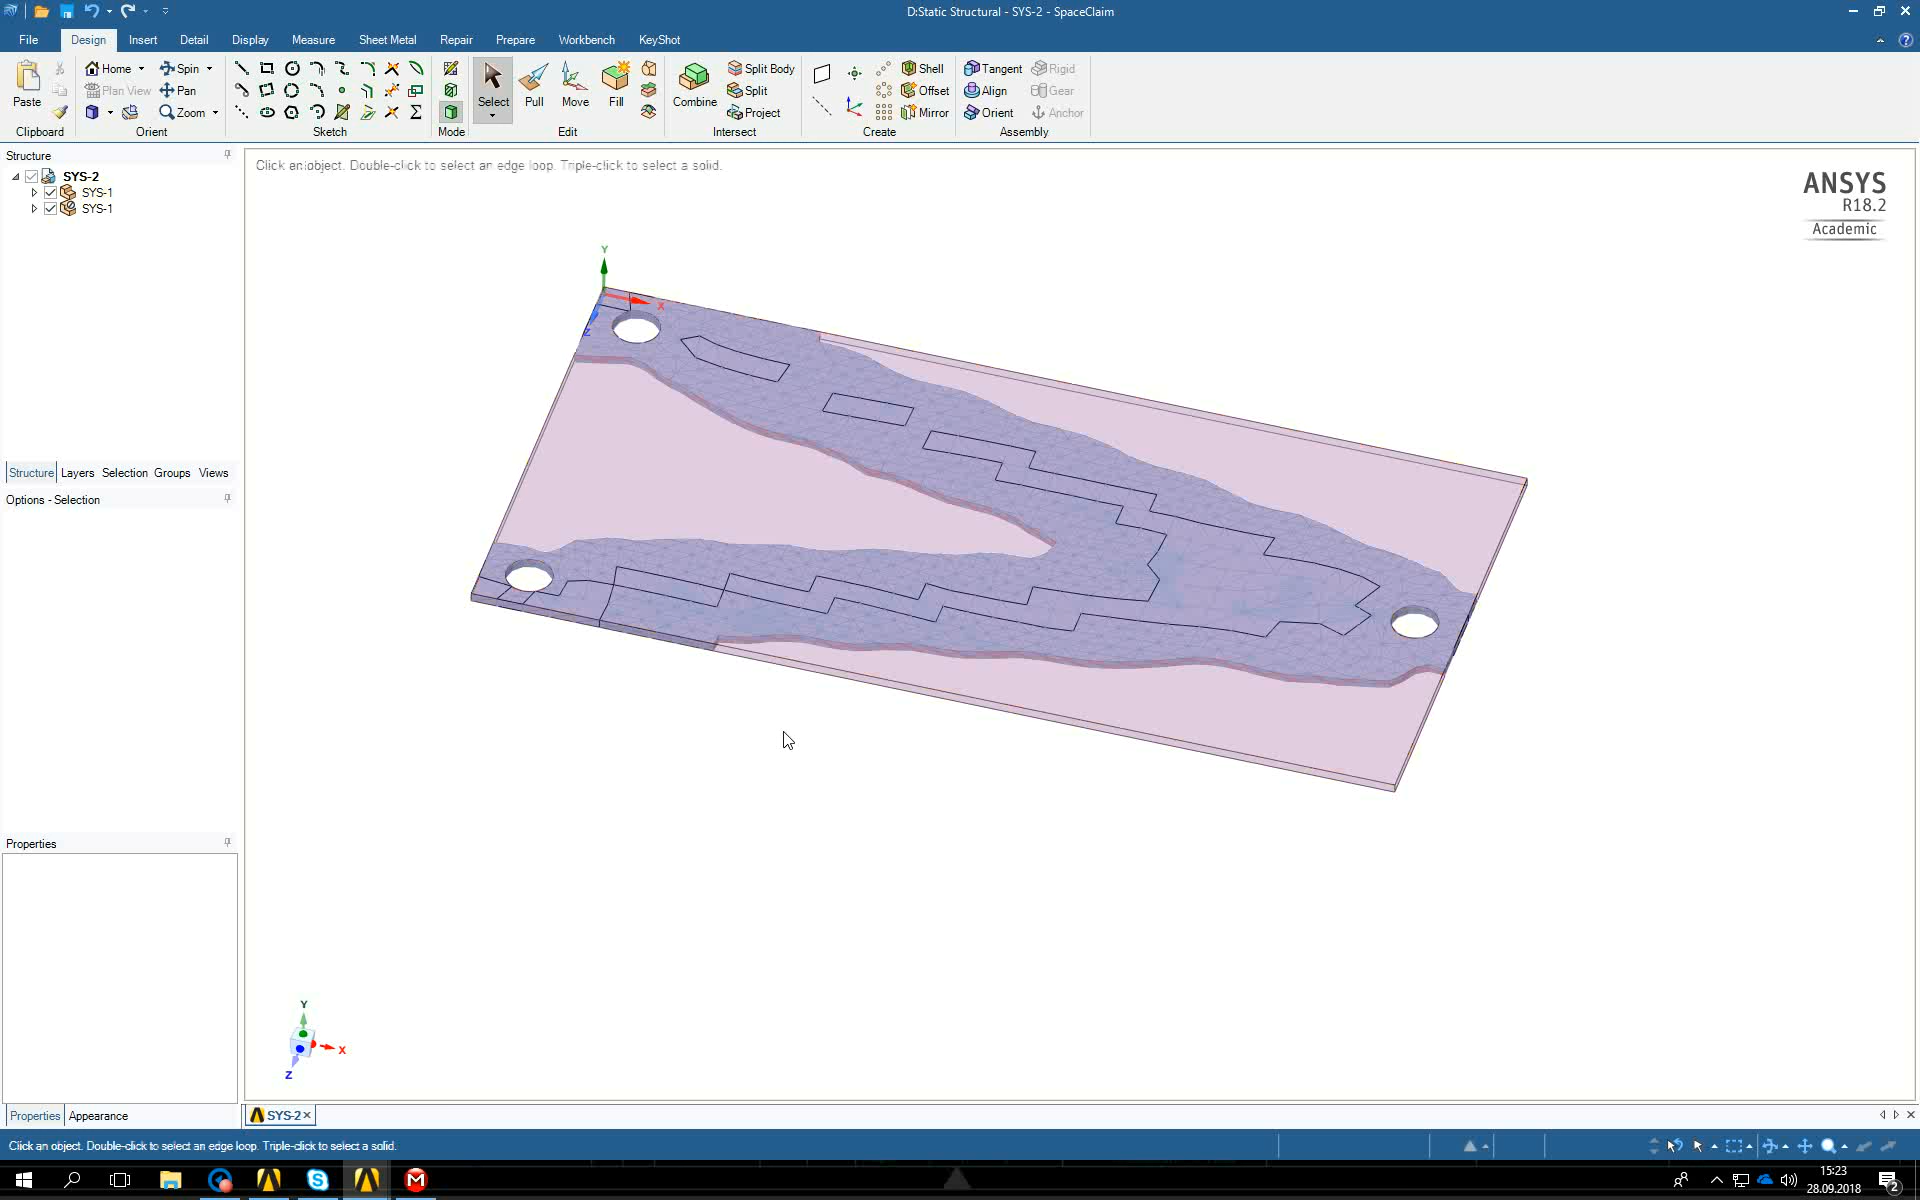 D:Static Structural - SYS-2 - SpaceClaim
File Design Insert Detail Display Measure Sheet Metal Repair Prepare Workbench KeyShot
Paste
Clipboard
Home Spin
Plan View Pan
Zoom
Orient
Sketch
Mode
Select Pull Move Fill
Edit
Combine
Split Body
Split
Project
Intersect
Shell
Offset
Mirror
Create
Tangent Rigid
Align Gear
Orient Anchor
Assembly
Structure
SYS-2
SYS-1
SYS-1
Structure Layers Selection Groups Views
Options - Selection
Properties
Properties Appearance
Click an object. Double-click to select an edge loop. Triple-click to select a solid.
ANSYS
R18.2
Academic
Y
X
Z
Y
X
Z
SYS-2
Click an object. Double-click to select an edge loop. Triple-click to select a solid.
15:23
28.09.2018
2